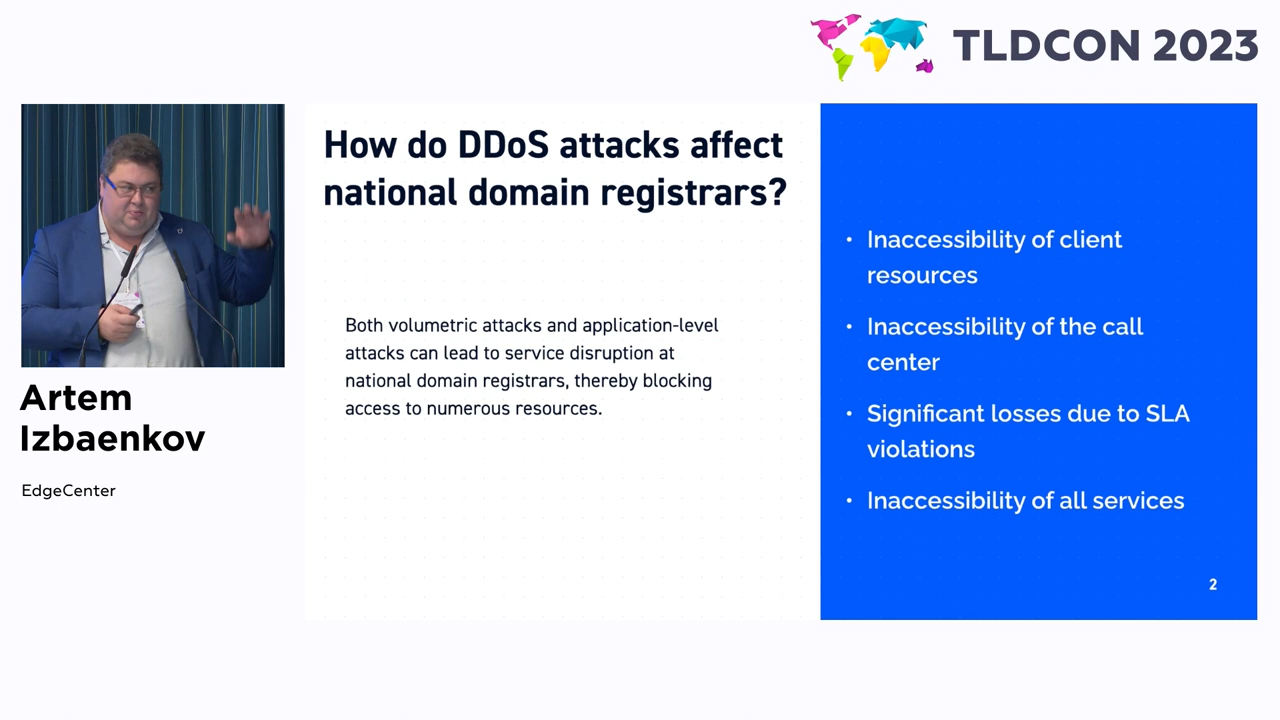 TLDCON 2023
Artem
Izbaenkov
EdgeCenter
How do DDoS attacks affect
national domain registrars?
Both volumetric attacks and application-level
attacks can lead to service disruption at
national domain registrars, thereby blocking
access to numerous resources.
• Inaccessibility of client
resources
• Inaccessibility of the call
center
• Significant losses due to SLA
violations
• Inaccessibility of all services
2